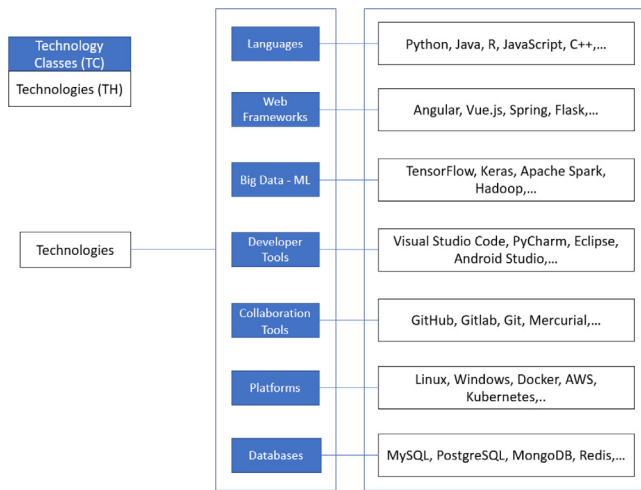 Technology
Classes (TC)
Technologies (TH)
Technologies
Languages
Python, Java, R, JavaScript, C++,...
Web
Frameworks
Angular, Vue.js, Spring, Flask,...
Big Data - ML
TensorFlow, Keras, Apache Spark,
Hadoop,...
Developer
Tools
Visual Studio Code, PyCharm, Eclipse,
Android Studio,...
Collaboration
Tools
GitHub, Gitlab, Git, Mercurial,...
Platforms
Linux, Windows, Docker, AWS,
Kubernetes,..
Databases
MySQL, PostgreSQL, MongoDB, Redis,...